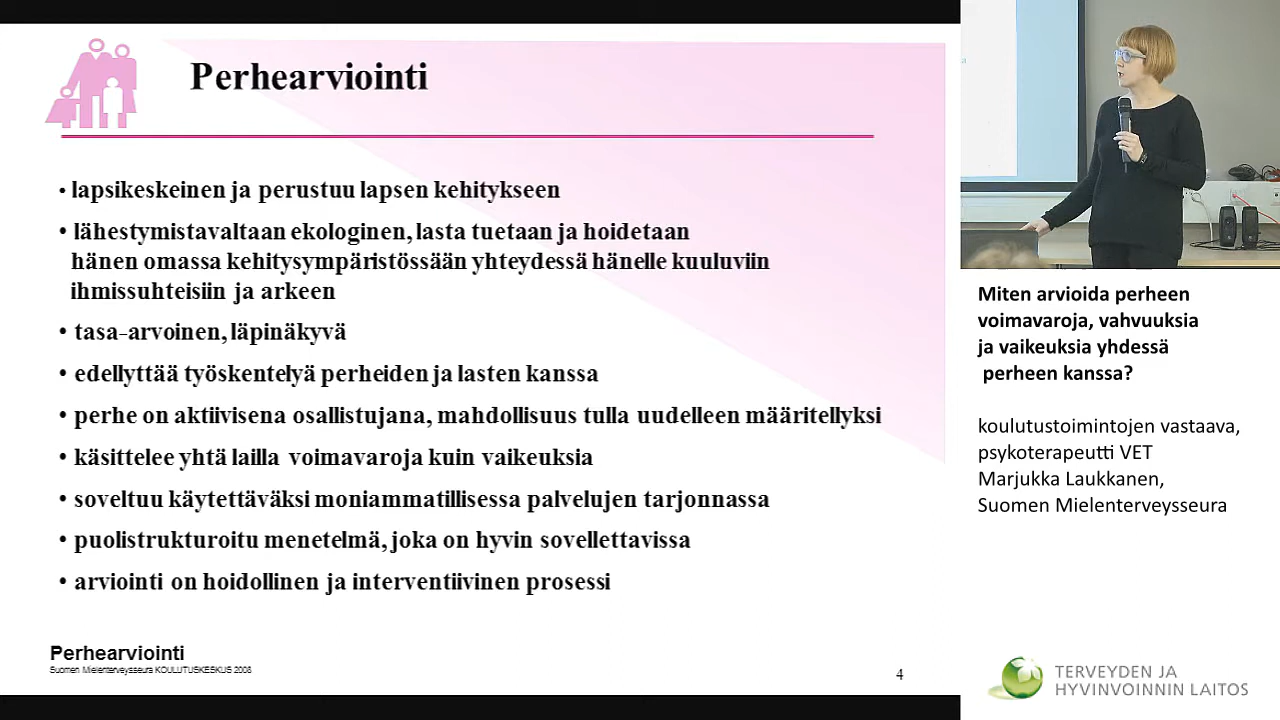 Perhearviointi
• lapsikeskeinen ja perustuu lapsen kehitykseen
• lähestymistavaltaan ekologinen, lasta tuetaan ja hoidetaan
hänen omassa kehitysympäristössään yhteydessä hänelle kuuluviin
ihmissuhteisiin ja arkeen
• tasa-arvoinen, läpinäkyvä
• edellyttää työskentelyä perheiden ja lasten kanssa
• perhe on aktiivisena osallistujana, mahdollisuus tulla uudelleen määritellyksi
• käsittelee yhtä lailla voimavaroja kuin vaikeuksia
• soveltuu käytettäväksi moniammatillisessa palvelujen tarjonnassa
• puolistrukturoitu menetelmä, joka on hyvin sovellettavissa
• arviointi on hoidollinen ja interventiivinen prosessi
Perhearviointi
Suomen Mielenterveysseura KOULUTUSKESKUS 2008
4
Miten arvioida perheen
voimavaroja, vahvuuksia
ja vaikeuksia yhdessä
perheen kanssa?
koulutustoimintojen vastaava,
psykoterapeutti VET
Marjukka Laukkanen,
Suomen Mielenterveysseura
TERVEYDEN JA
HYVINVOINNIN LAITOS